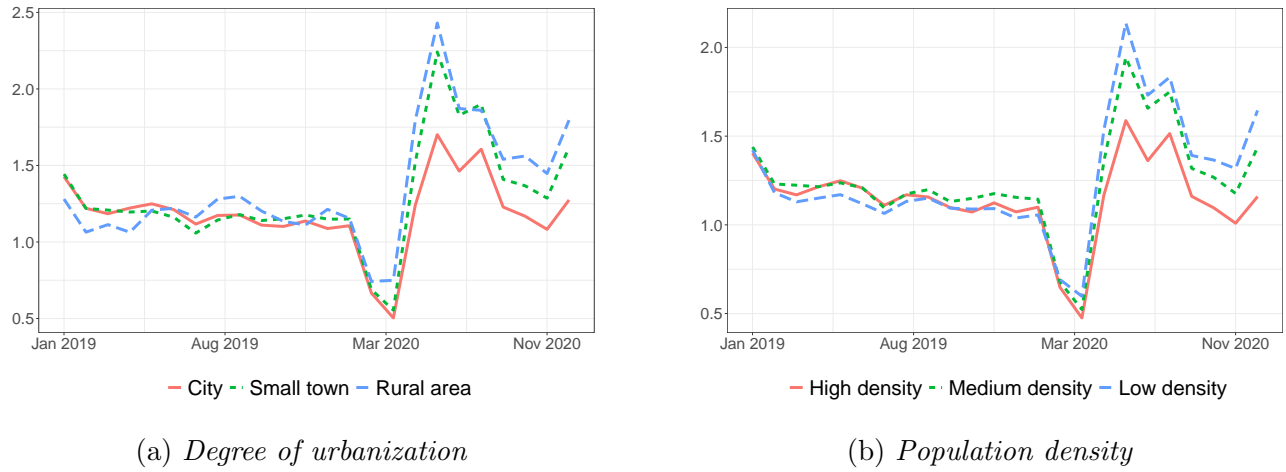 2.5
2.0
1.5
1.0
0.5
Jan 2019 Aug 2019 Mar 2020 Nov 2020
City Small town Rural area
(a) Degree of urbanization
2.0
1.5
1.0
0.5
Jan 2019 Aug 2019 Mar 2020 Nov 2020
High density Medium density Low density
(b) Population density